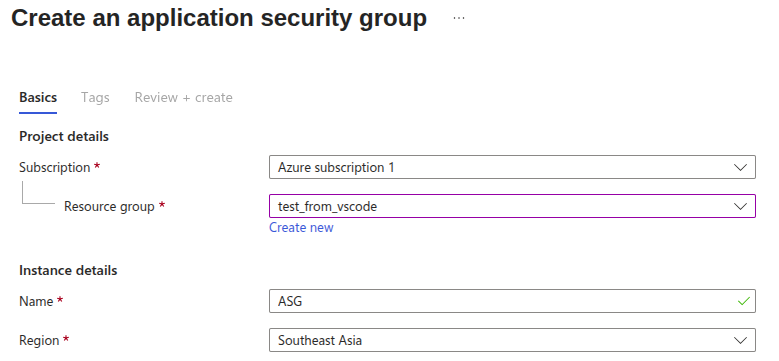 Create an application security group ...
Basics Tags Review + create
Project details
Subscription * Azure subscription 1
Resource group * test_from_vscode
Create new
Instance details
Name * ASG
Region * Southeast Asia